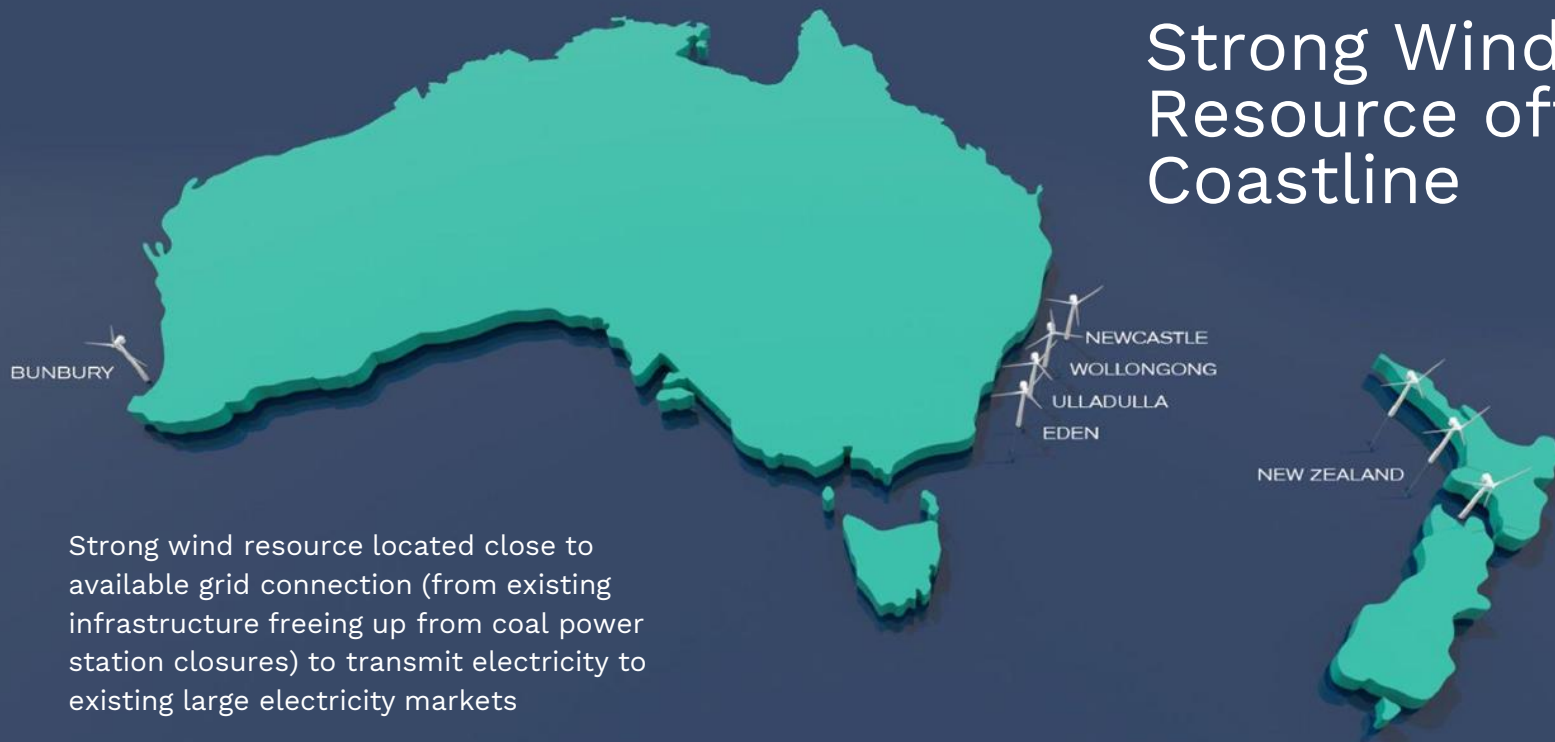 Strong Wind
Resource of
Coastline
BUNBURY
NEWCASTLE
WOLLONGONG
ULLADULLA
EDEN
NEW ZEALAND
Strong wind resource located close to
available grid connection (from existing
infrastructure freeing up from coal power
station closures) to transmit electricity to
existing large electricity markets